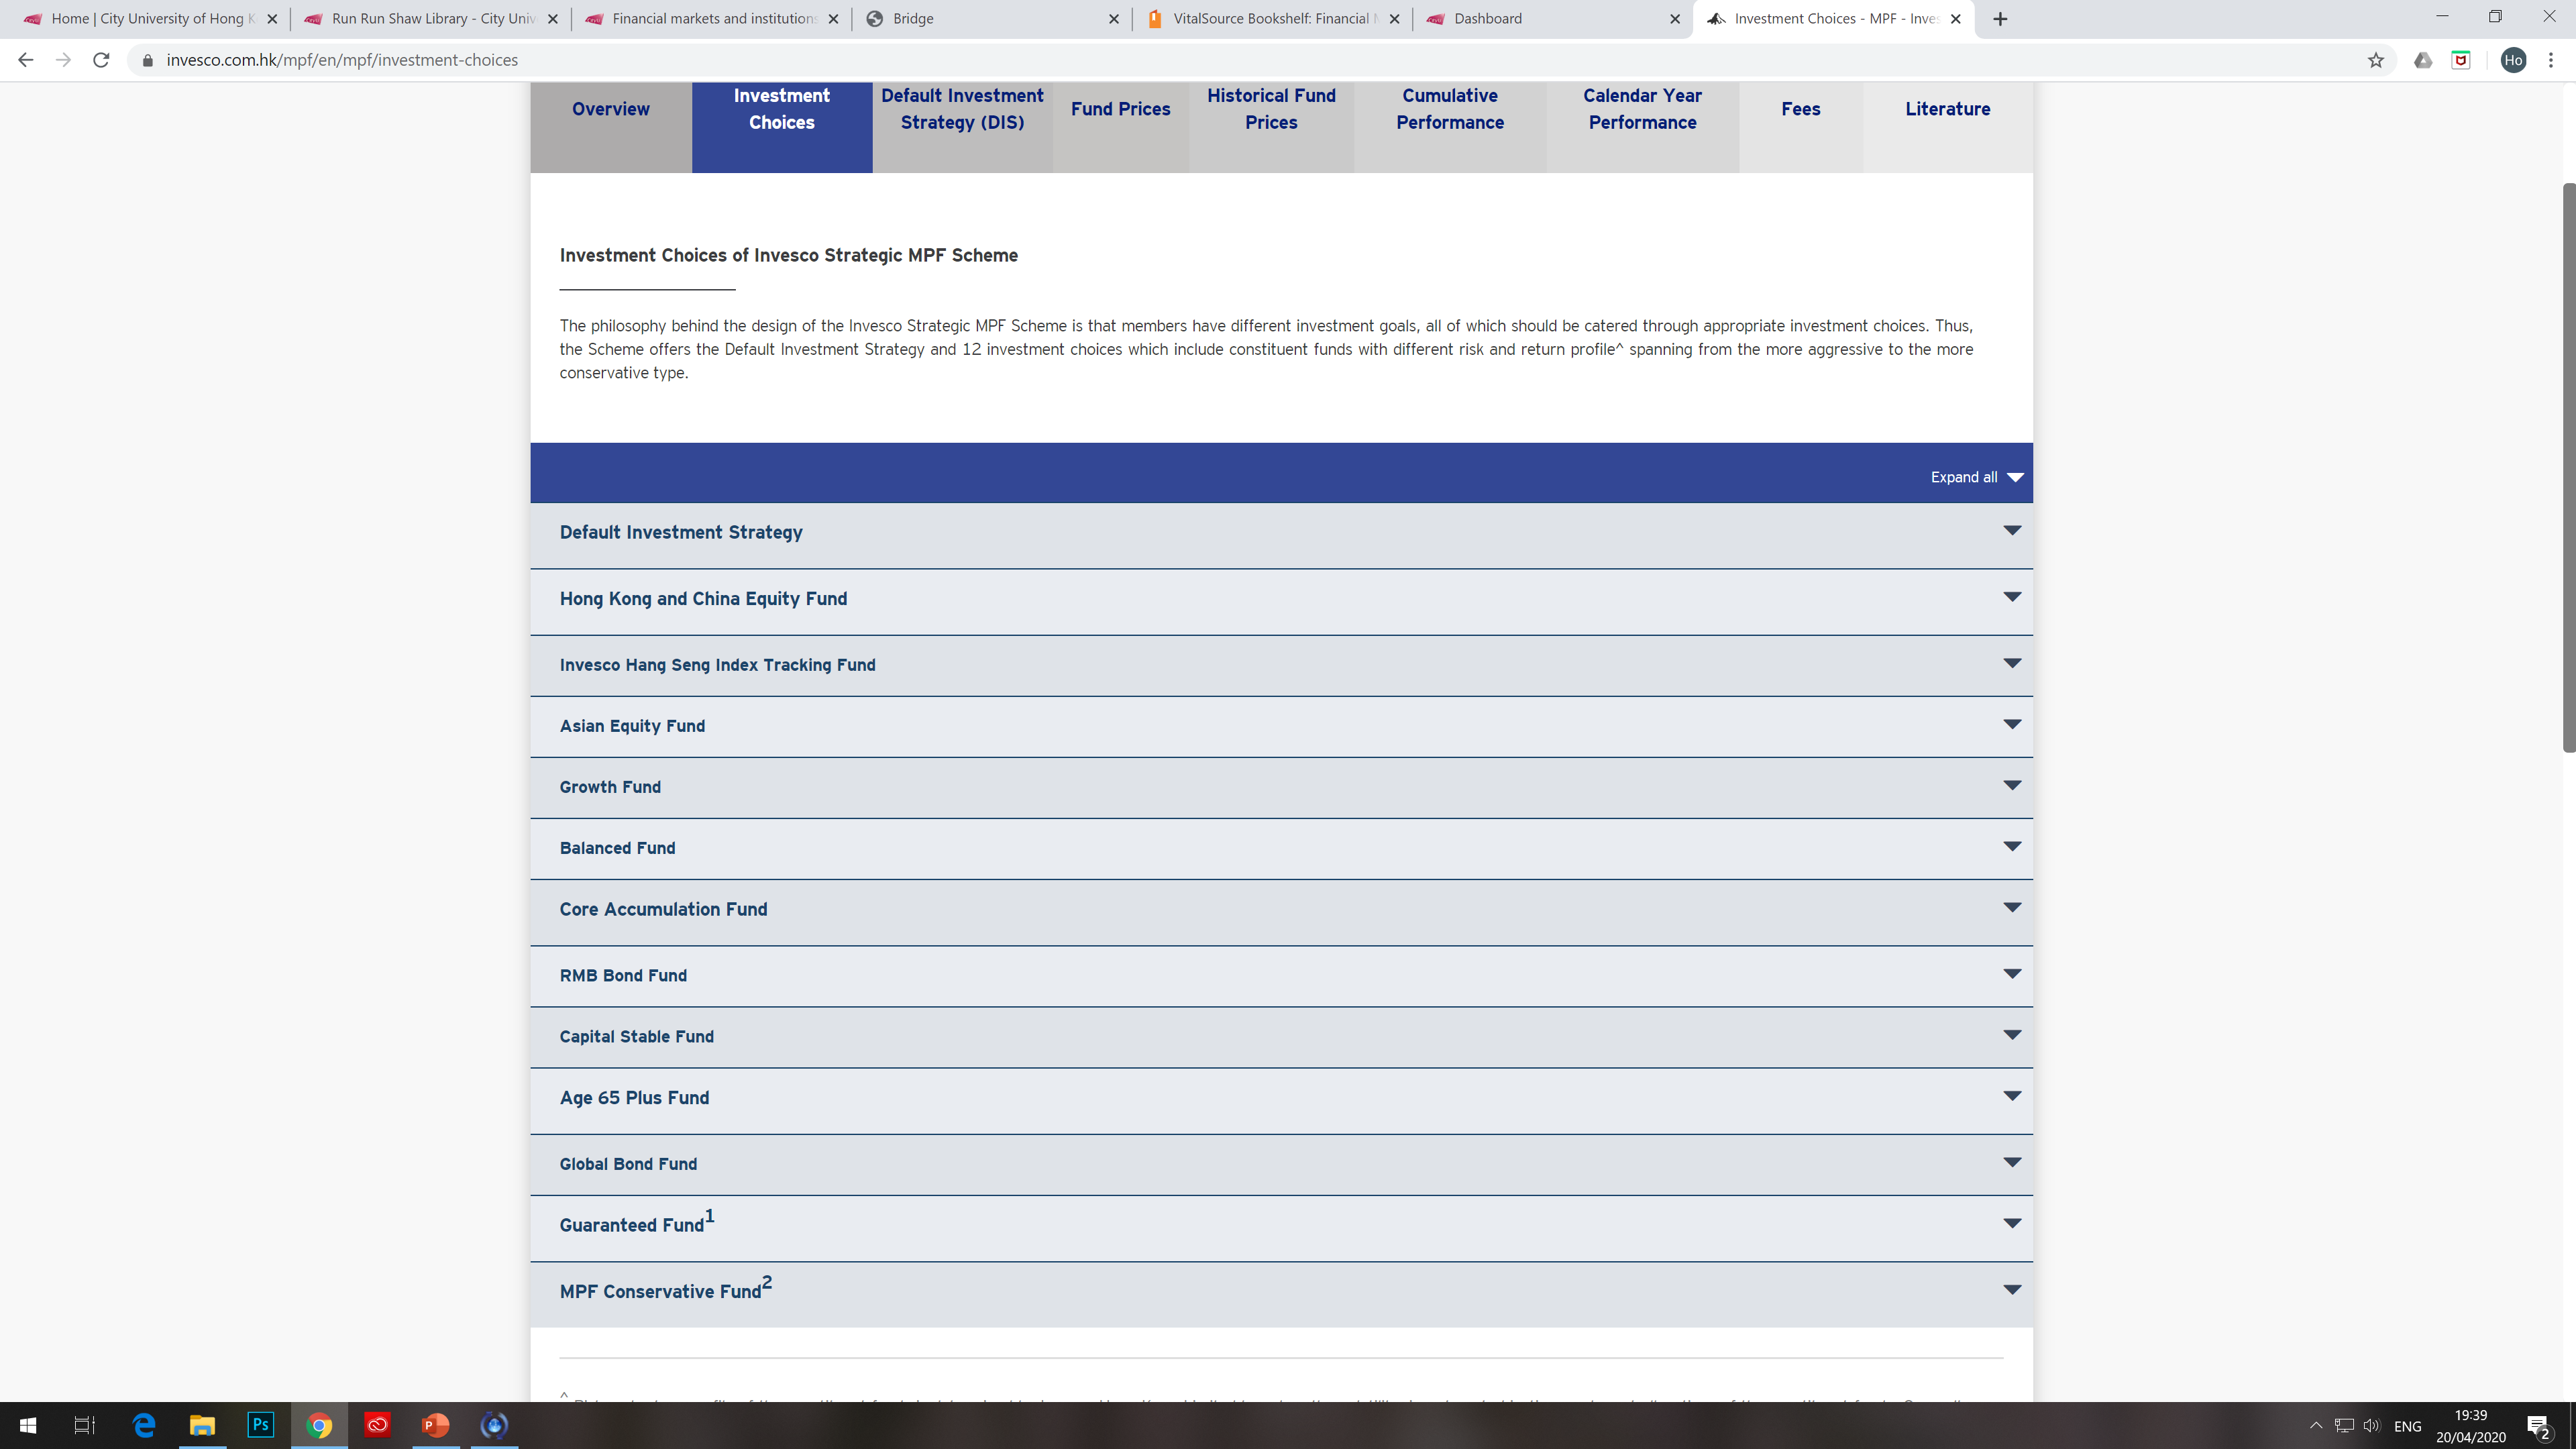 Home | City University of Hong K
Run Run Shaw Library - City Univ
Financial markets and institutions
Bridge
VitalSource Bookshelf: Financial M
Dashboard
Investment Choices - MPF - Inves
invesco.com.hk/mpf/en/mpf/investment-choices
Ho
Overview
Investment
Choices
Default Investment
Strategy (DIS)
Fund Prices
Historical Fund
Prices
Cumulative
Performance
Calendar Year
Performance
Fees
Literature
Investment Choices of Invesco Strategic MPF Scheme
The philosophy behind the design of the Invesco Strategic MPF Scheme is that members have different investment goals, all of which should be catered through appropriate investment choices. Thus,
the Scheme offers the Default Investment Strategy and 12 investment choices which include constituent funds with different risk and return profile^ spanning from the more aggressive to the more
conservative type.
Expand all
Default Investment Strategy
Hong Kong and China Equity Fund
Invesco Hang Seng Index Tracking Fund
Asian Equity Fund
Growth Fund
Balanced Fund
Core Accumulation Fund
RMB Bond Fund
Capital Stable Fund
Age 65 Plus Fund
Global Bond Fund
Guaranteed Fund1
MPF Conservative Fund2
^
Ps
P
ENG
19:39
20/04/2020
2